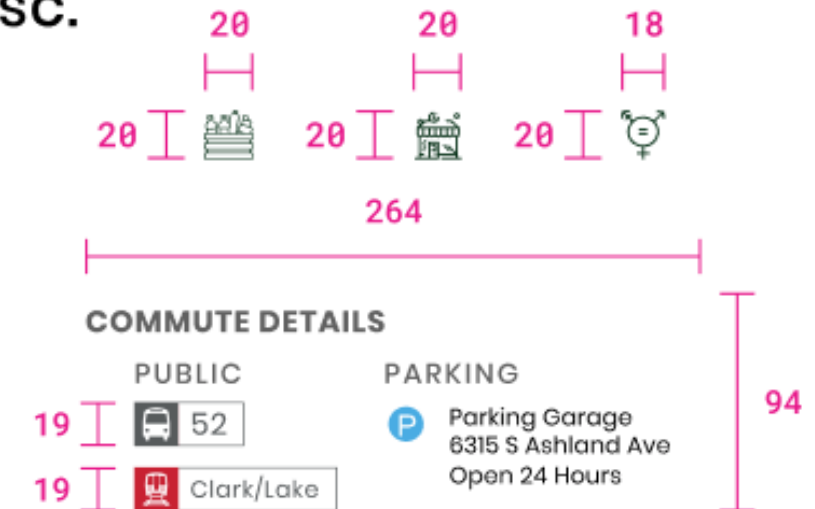 sc.
20 20 18
20 20 20
=
264
COMMUTE DETAILS
PUBLIC PARKING
19 52 P Parking Garage 94
6315 S Ashland Ave
19 Clark/Lake Open 24 Hours